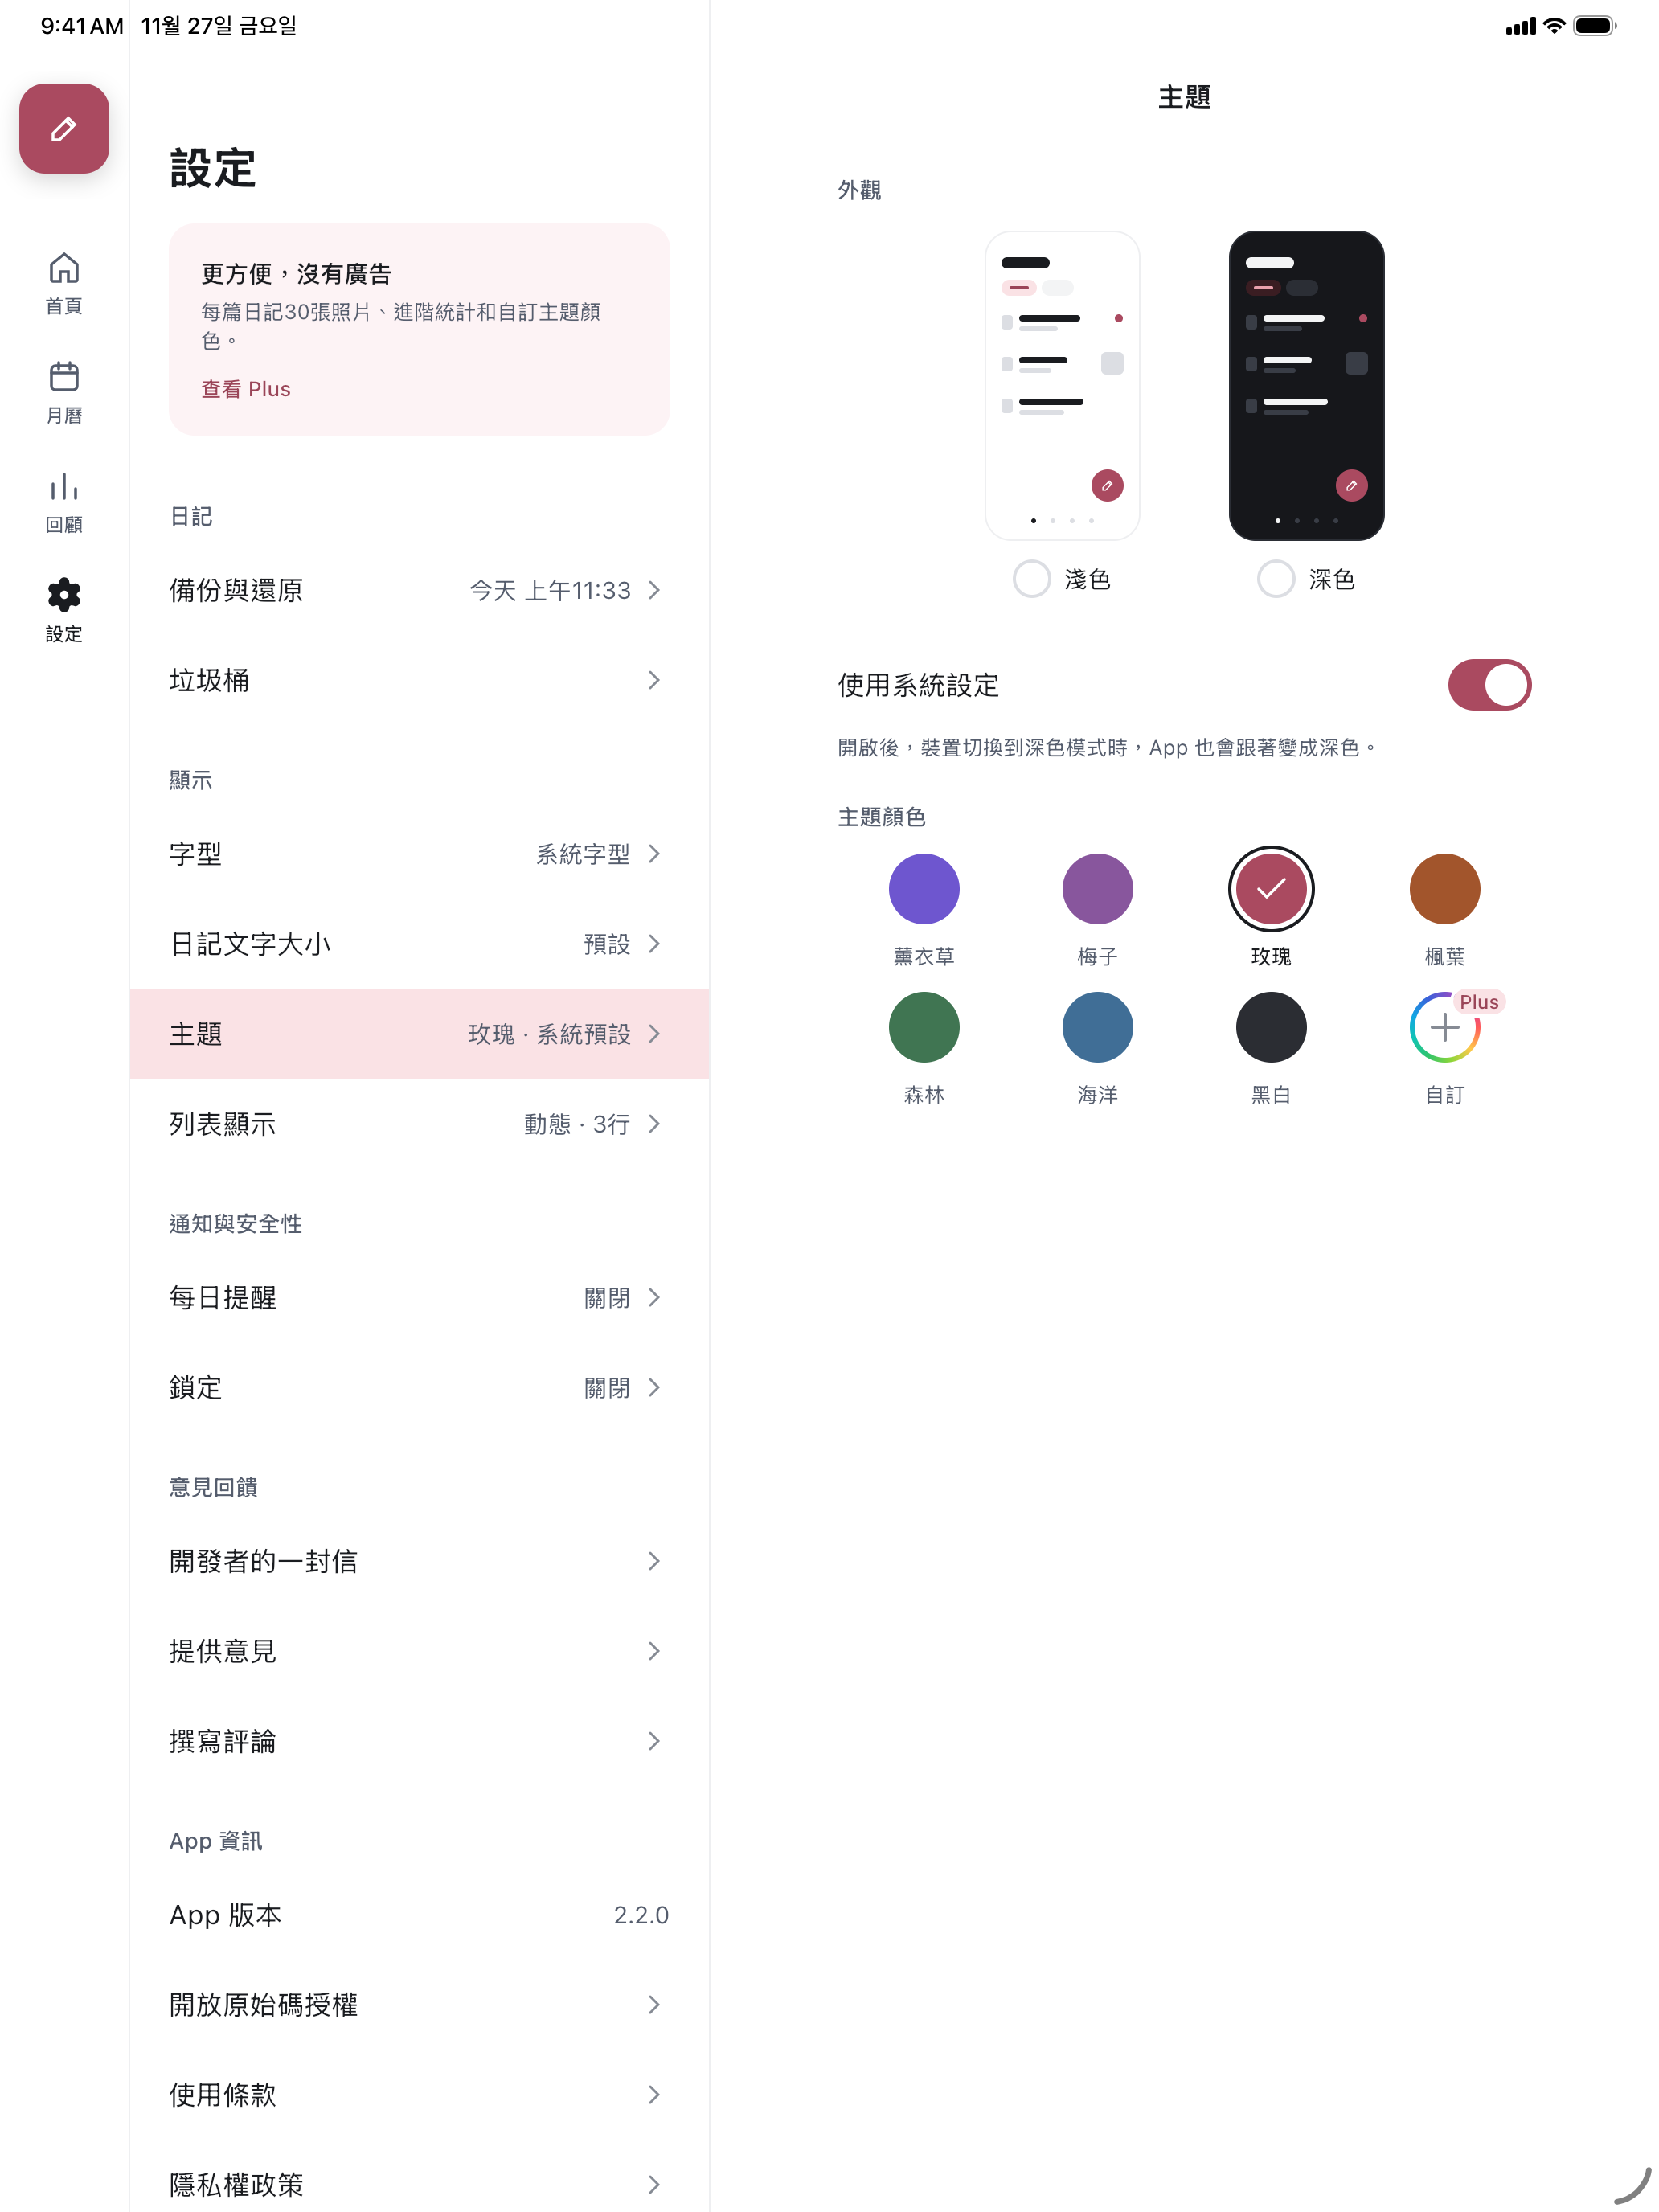 9:41 AM 11월 27일 금요일
首頁
月曆
回顧
設定
設定
更方便，沒有廣告
每篇日記30張照片、進階統計和自訂主題顏
色。
查看 Plus
日記
備份與還原 今天 上午11:33
垃圾桶
顯示
字型 系統字型
日記文字大小 預設
主題 玫瑰 · 系統預設
列表顯示 動態 · 3行
通知與安全性
每日提醒 關閉
鎖定 關閉
意見回饋
開發者的一封信
提供意見
撰寫評論
App 資訊
App 版本 2.2.0
開放原始碼授權
使用條款
隱私權政策
主題
外觀
淺色 深色
使用系統設定
開啟後，裝置切換到深色模式時，App 也會跟著變成深色。
主題顏色
薰衣草 梅子 玫瑰 楓葉
Plus
森林 海洋 黑白 自訂